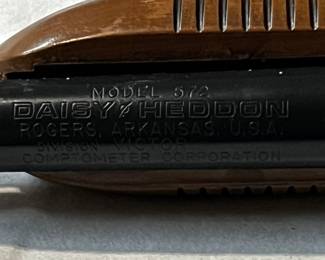 MODEL 572
DAISY/HEDDON
ROGERS, ARKANSAS, U.S.A.
DIVISION VICTOR
COMPTOMETER CORPORATION